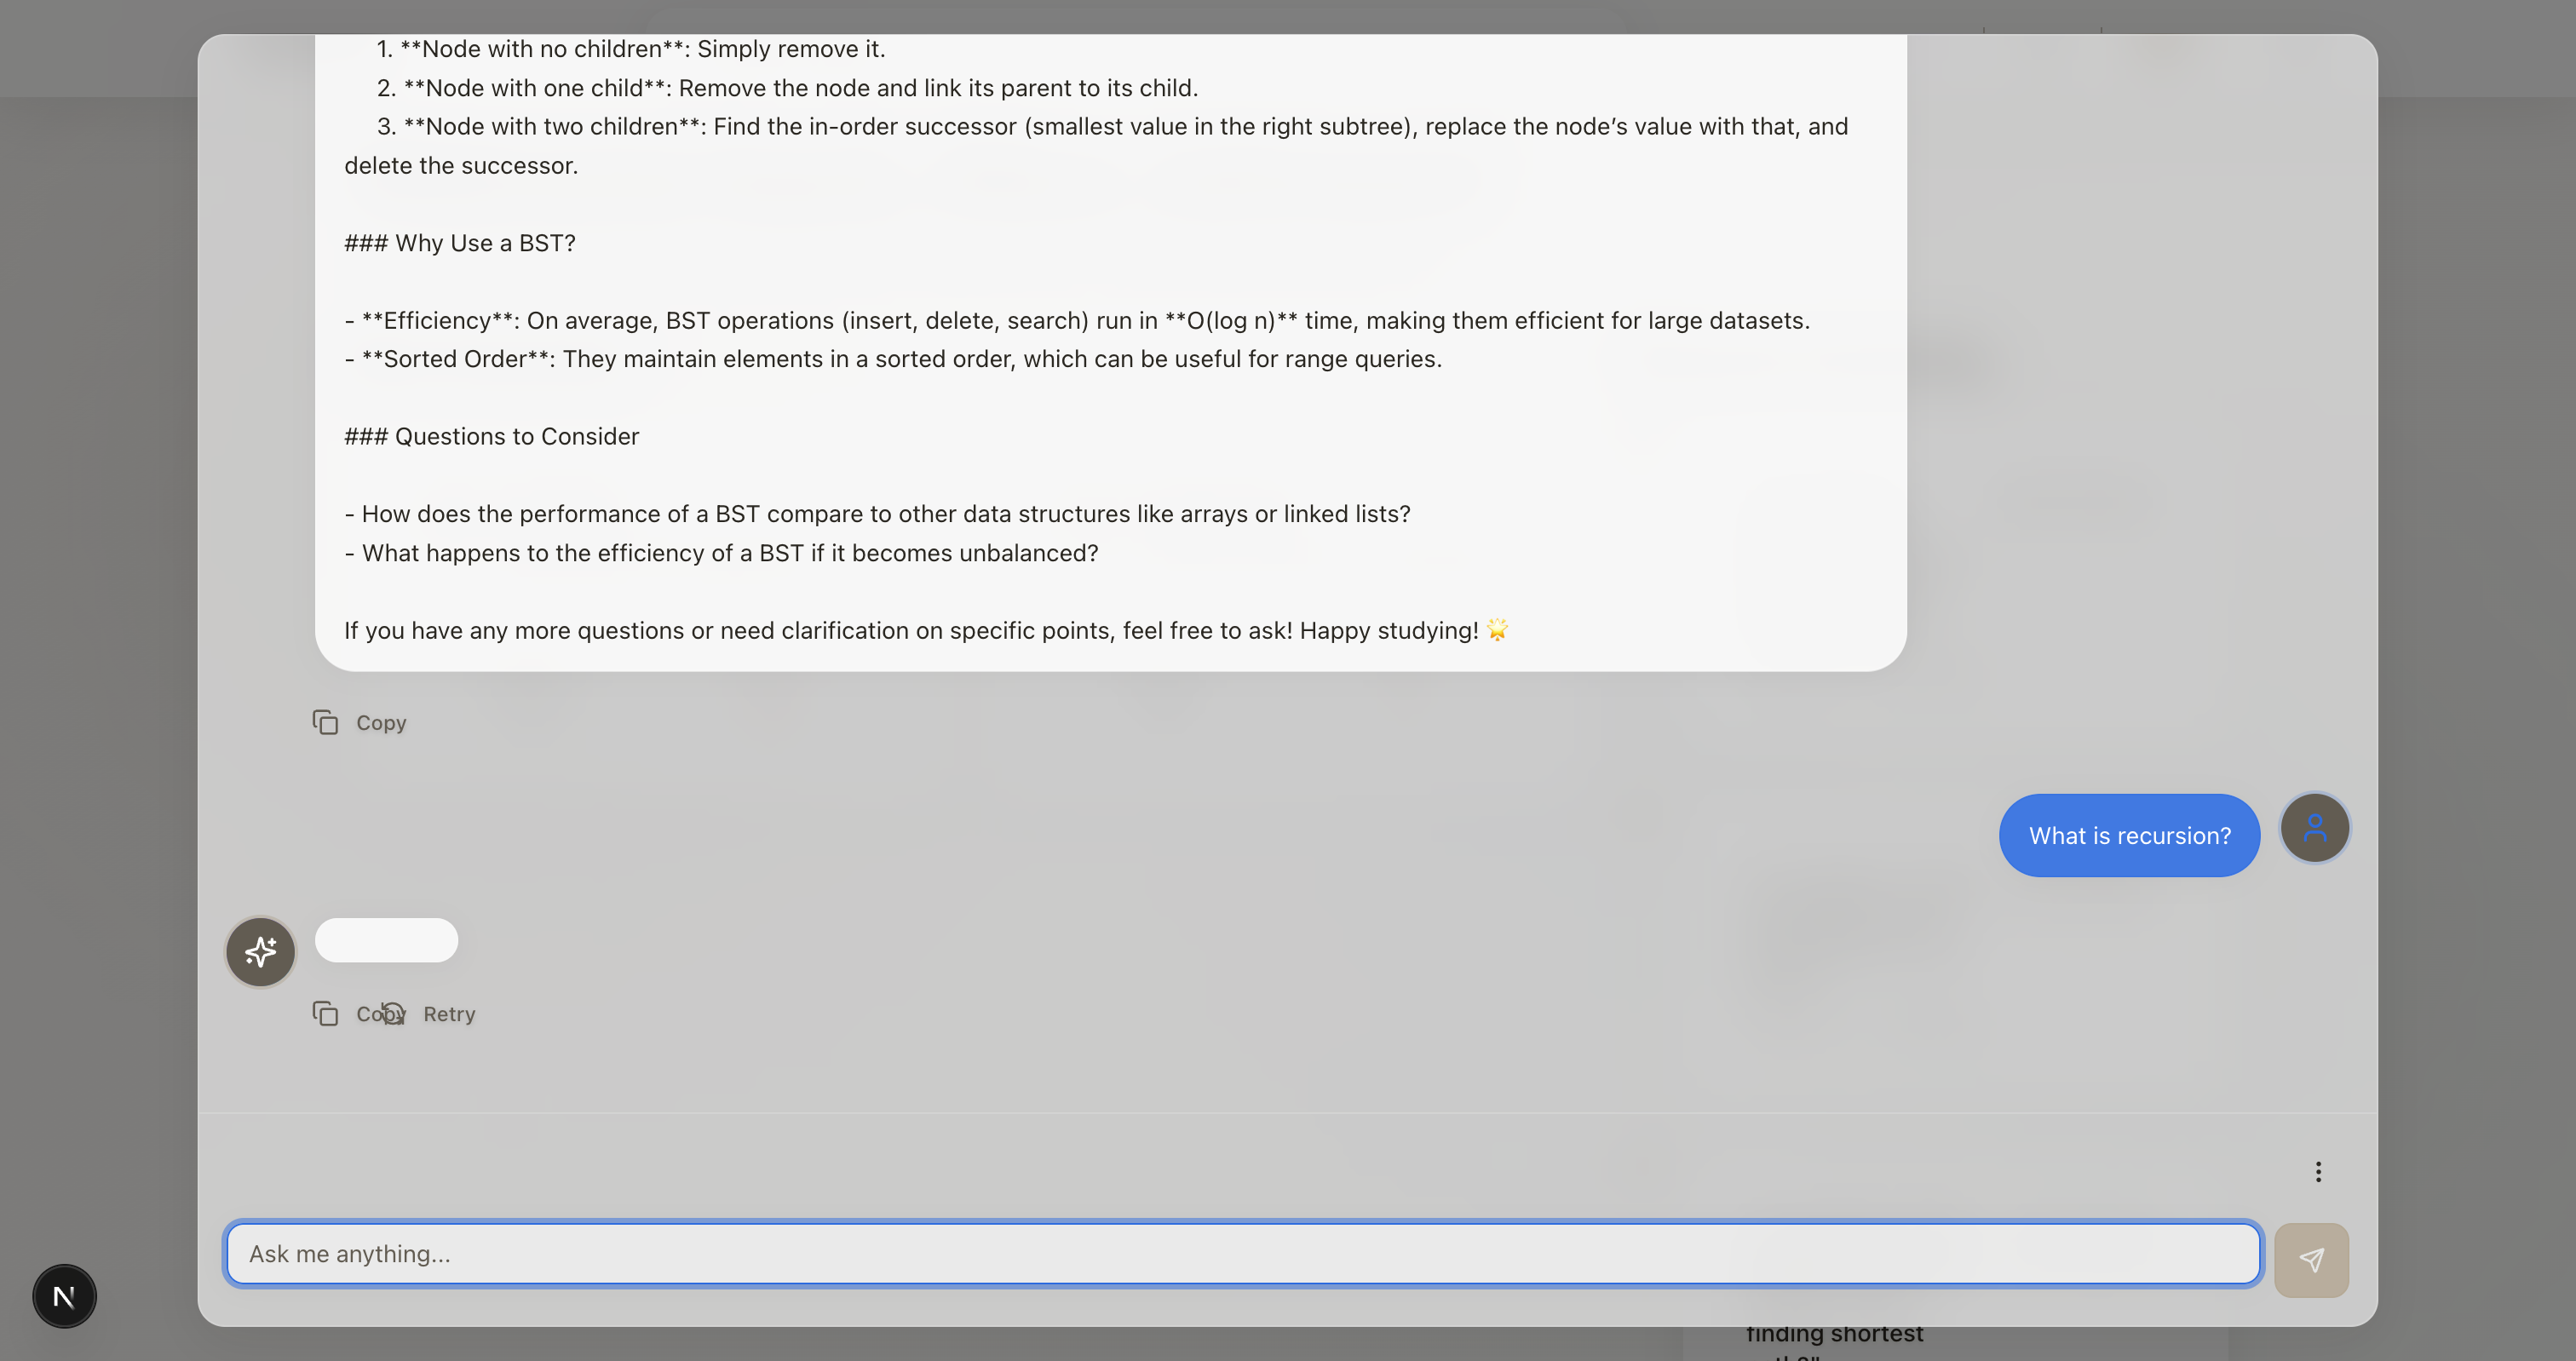 1. **Node with no children**: Simply remove it.
2. **Node with one child**: Remove the node and link its parent to its child.
3. **Node with two children**: Find the in-order successor (smallest value in the right subtree), replace the node’s value with that, and
delete the successor.
### Why Use a BST?
- **Efficiency**: On average, BST operations (insert, delete, search) run in **O(log n)** time, making them efficient for large datasets.
- **Sorted Order**: They maintain elements in a sorted order, which can be useful for range queries.
### Questions to Consider
- How does the performance of a BST compare to other data structures like arrays or linked lists?
- What happens to the efficiency of a BST if it becomes unbalanced?
If you have any more questions or need clarification on specific points, feel free to ask! Happy studying! 🌟
Copy
What is recursion?
Copy Retry
Ask me anything...
N
finding shortest